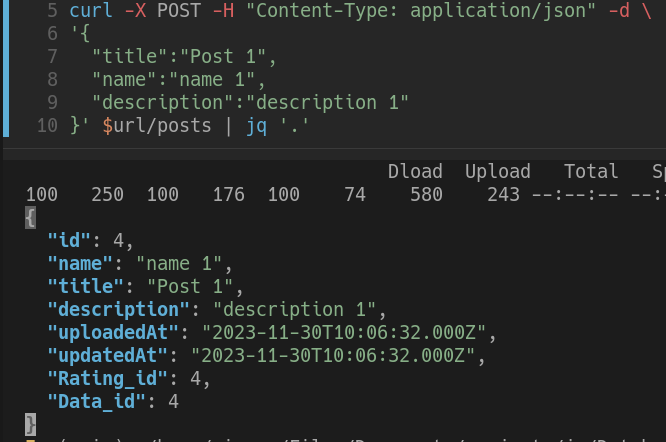 5 curl -X POST -H "Content-Type: application/json" -d \
6 '{
7 "title":"Post 1",
8 "name":"name 1",
9 "description":"description 1"
10 }' $url/posts | jq '.'
Dload Upload Total Sp
100 250 100 176 100 74 580 243 --:--:-- --:-
{
"id": 4,
"name": "name 1",
"title": "Post 1",
"description": "description 1",
"uploadedAt": "2023-11-30T10:06:32.000Z",
"updatedAt": "2023-11-30T10:06:32.000Z",
"Rating_id": 4,
"Data_id": 4
}